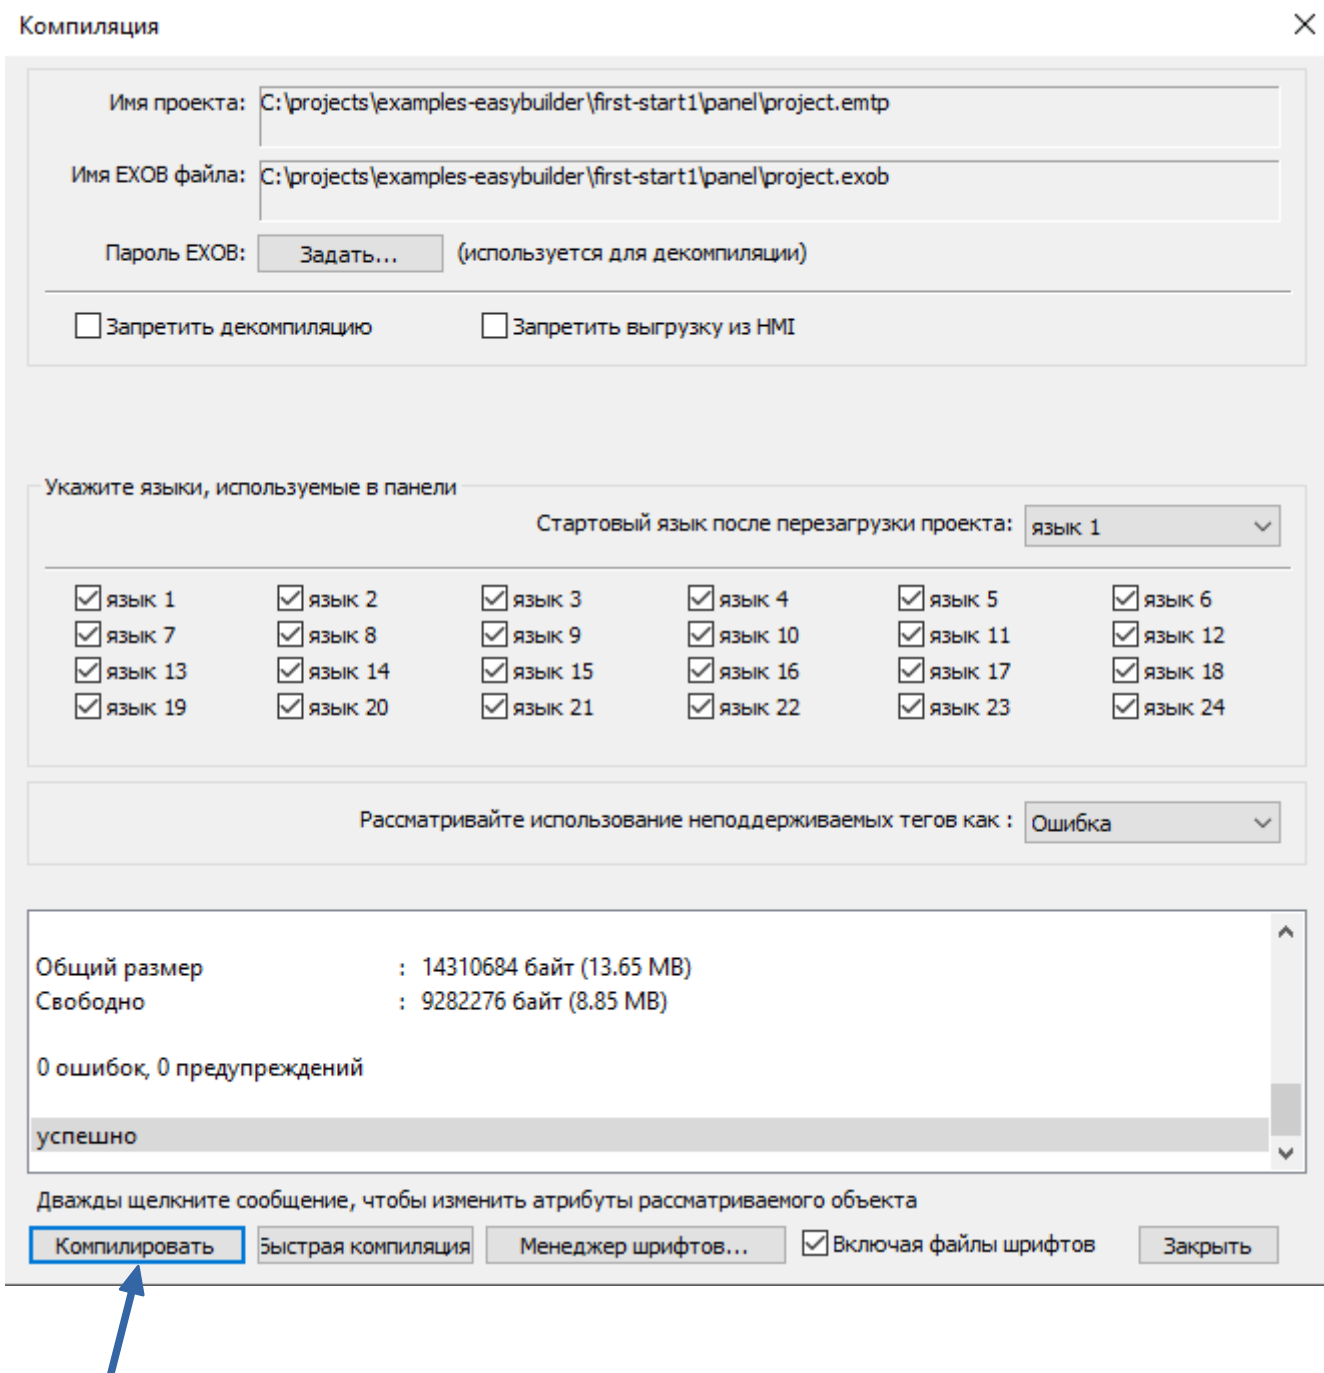 Компиляция
Имя проекта: C:\projects\examples-easybuilder\first-start1\panel\project.emtp
Имя EXOB файла: C:\projects\examples-easybuilder\first-start1\panel\project.exob
Пароль EXOB: Задать... (используется для декомпиляции)
Запретить декомпиляцию Запретить выгрузку из HMI
Укажите языки, используемые в панели
Стартовый язык после перезагрузки проекта: язык 1
язык 1 язык 2 язык 3 язык 4 язык 5 язык 6
язык 7 язык 8 язык 9 язык 10 язык 11 язык 12
язык 13 язык 14 язык 15 язык 16 язык 17 язык 18
язык 19 язык 20 язык 21 язык 22 язык 23 язык 24
Рассматривайте использование неподдерживаемых тегов как : Ошибка
Общий размер : 14310684 байт (13.65 MB)
Свободно : 9282276 байт (8.85 MB)
0 ошибок, 0 предупреждений
успешно
Дважды щелкните сообщение, чтобы изменить атрибуты рассматриваемого объекта
Компилировать Быстрая компиляция Менеджер шрифтов... Включая файлы шрифтов Закрыть